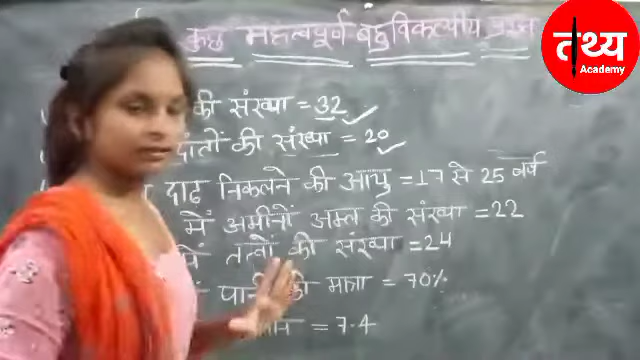 कुछ महत्वपूर्ण बहुविकल्पीय प्रश्न
तथ्य
Academy
की संख्या = 32
दांतों की संख्या = 20
दाढ़ निकलने की आयु = 17 से 25 वर्ष
में अमीनों अम्ल की संख्या = 22
में तत्वों की संख्या = 24
पानी की मात्रा = 70%
= 7.4